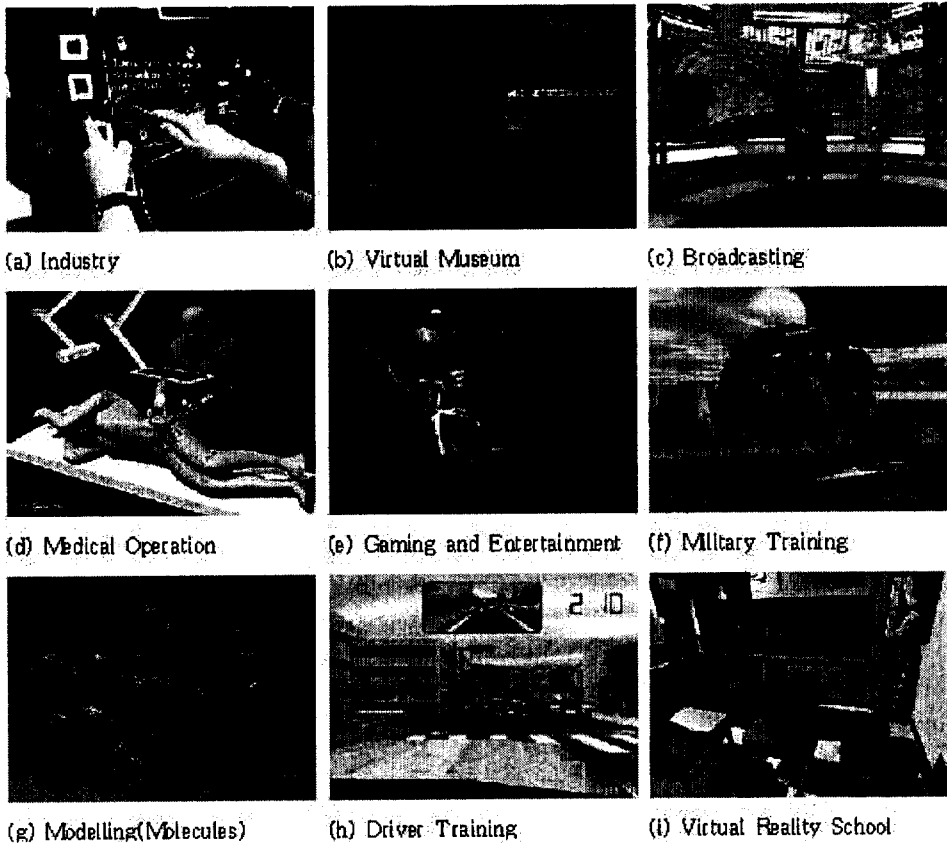 (a) Industry
(b) Virtual Museum
(c) Broadcasting
(d) Medical Operation
(e) Gaming and Entertainment
(f) Military Training
2.10
(g) Modelling(Molecules)
(h) Driver Training
(i) Virtual Reality School